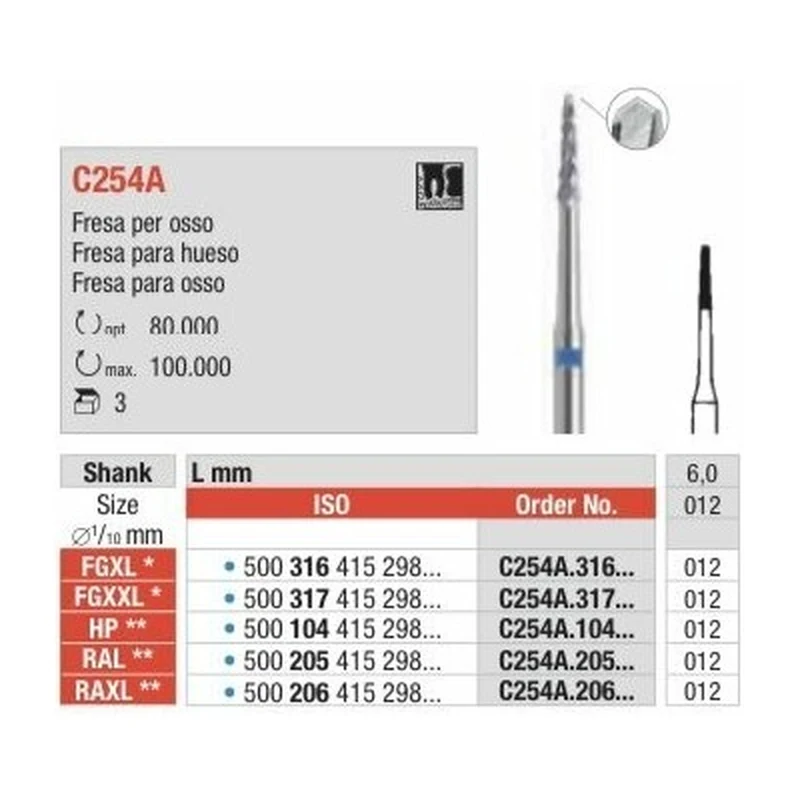 C254A
Fresa per osso
Fresa para hueso
Fresa para osso
opt 80.000
max. 100.000
3
Shank L mm 6,0
Size ISO Order No. 012
∅1/10 mm
FGXL * • 500 316 415 298... C254A.316... 012
FGXXL * • 500 317 415 298... C254A.317... 012
HP ** • 500 104 415 298... C254A.104... 012
RAL ** • 500 205 415 298... C254A.205... 012
RAXL ** • 500 206 415 298... C254A.206... 012